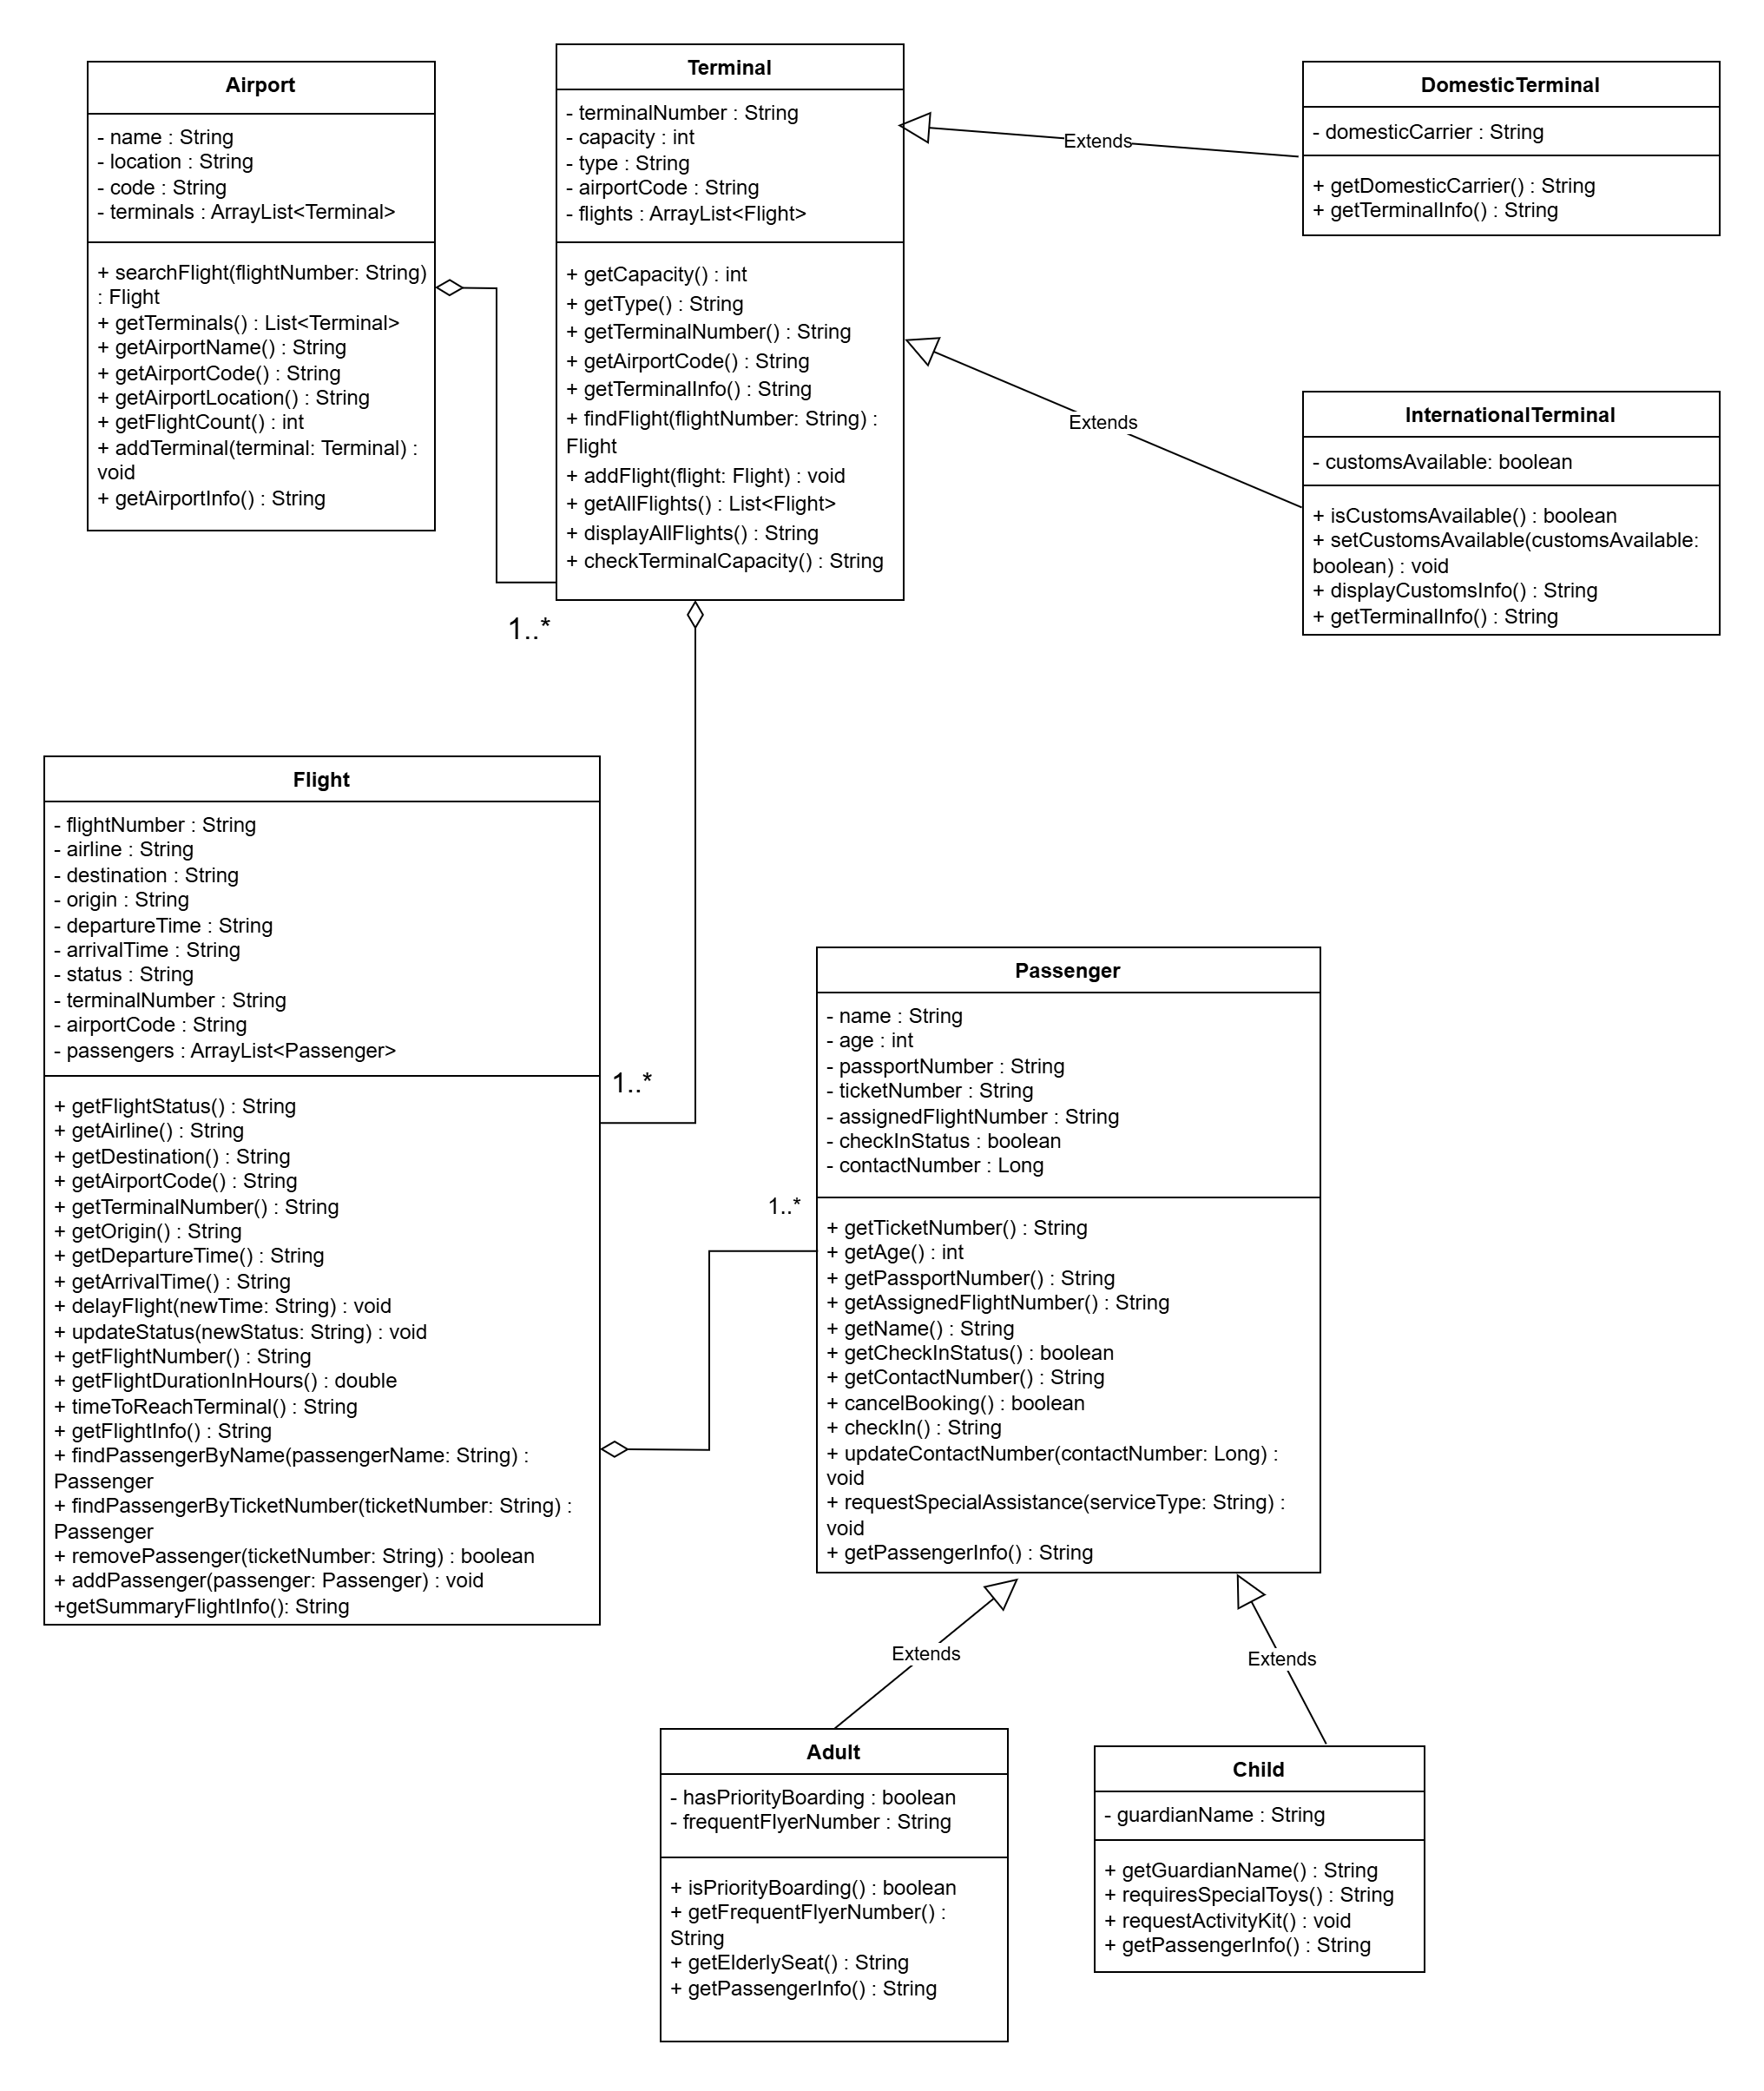 Airport
- name : String
- location : String
- code : String
- terminals : ArrayList<Terminal>
+ searchFlight(flightNumber: String)
: Flight
+ getTerminals() : List<Terminal>
+ getAirportName() : String
+ getAirportCode() : String
+ getAirportLocation() : String
+ getFlightCount() : int
+ addTerminal(terminal: Terminal) :
void
+ getAirportInfo() : String
Terminal
- terminalNumber : String
- capacity : int
- type : String
- airportCode : String
- flights : ArrayList<Flight>
+ getCapacity() : int
+ getType() : String
+ getTerminalNumber() : String
+ getAirportCode() : String
+ getTerminalInfo() : String
+ findFlight(flightNumber: String) :
Flight
+ addFlight(flight: Flight) : void
+ getAllFlights() : List<Flight>
+ displayAllFlights() : String
+ checkTerminalCapacity() : String
1..*
Extends
DomesticTerminal
- domesticCarrier : String
+ getDomesticCarrier() : String
+ getTerminalInfo() : String
Extends
InternationalTerminal
- customsAvailable: boolean
+ isCustomsAvailable() : boolean
+ setCustomsAvailable(customsAvailable:
boolean) : void
+ displayCustomsInfo() : String
+ getTerminalInfo() : String
Flight
- flightNumber : String
- airline : String
- destination : String
- origin : String
- departureTime : String
- arrivalTime : String
- status : String
- terminalNumber : String
- airportCode : String
- passengers : ArrayList<Passenger>
+ getFlightStatus() : String
+ getAirline() : String
+ getDestination() : String
+ getAirportCode() : String
+ getTerminalNumber() : String
+ getOrigin() : String
+ getDepartureTime() : String
+ getArrivalTime() : String
+ delayFlight(newTime: String) : void
+ updateStatus(newStatus: String) : void
+ getFlightNumber() : String
+ getFlightDurationInHours() : double
+ timeToReachTerminal() : String
+ getFlightInfo() : String
+ findPassengerByName(passengerName: String) :
Passenger
+ findPassengerByTicketNumber(ticketNumber: String) :
Passenger
+ removePassenger(ticketNumber: String) : boolean
+ addPassenger(passenger: Passenger) : void
+getSummaryFlightInfo(): String
1..*
1..*
Passenger
- name : String
- age : int
- passportNumber : String
- ticketNumber : String
- assignedFlightNumber : String
- checkInStatus : boolean
- contactNumber : Long
+ getTicketNumber() : String
+ getAge() : int
+ getPassportNumber() : String
+ getAssignedFlightNumber() : String
+ getName() : String
+ getCheckInStatus() : boolean
+ getContactNumber() : String
+ cancelBooking() : boolean
+ checkIn() : String
+ updateContactNumber(contactNumber: Long) :
void
+ requestSpecialAssistance(serviceType: String) :
void
+ getPassengerInfo() : String
Extends
Extends
Adult
- hasPriorityBoarding : boolean
- frequentFlyerNumber : String
+ isPriorityBoarding() : boolean
+ getFrequentFlyerNumber() :
String
+ getElderlySeat() : String
+ getPassengerInfo() : String
Child
- guardianName : String
+ getGuardianName() : String
+ requiresSpecialToys() : String
+ requestActivityKit() : void
+ getPassengerInfo() : String